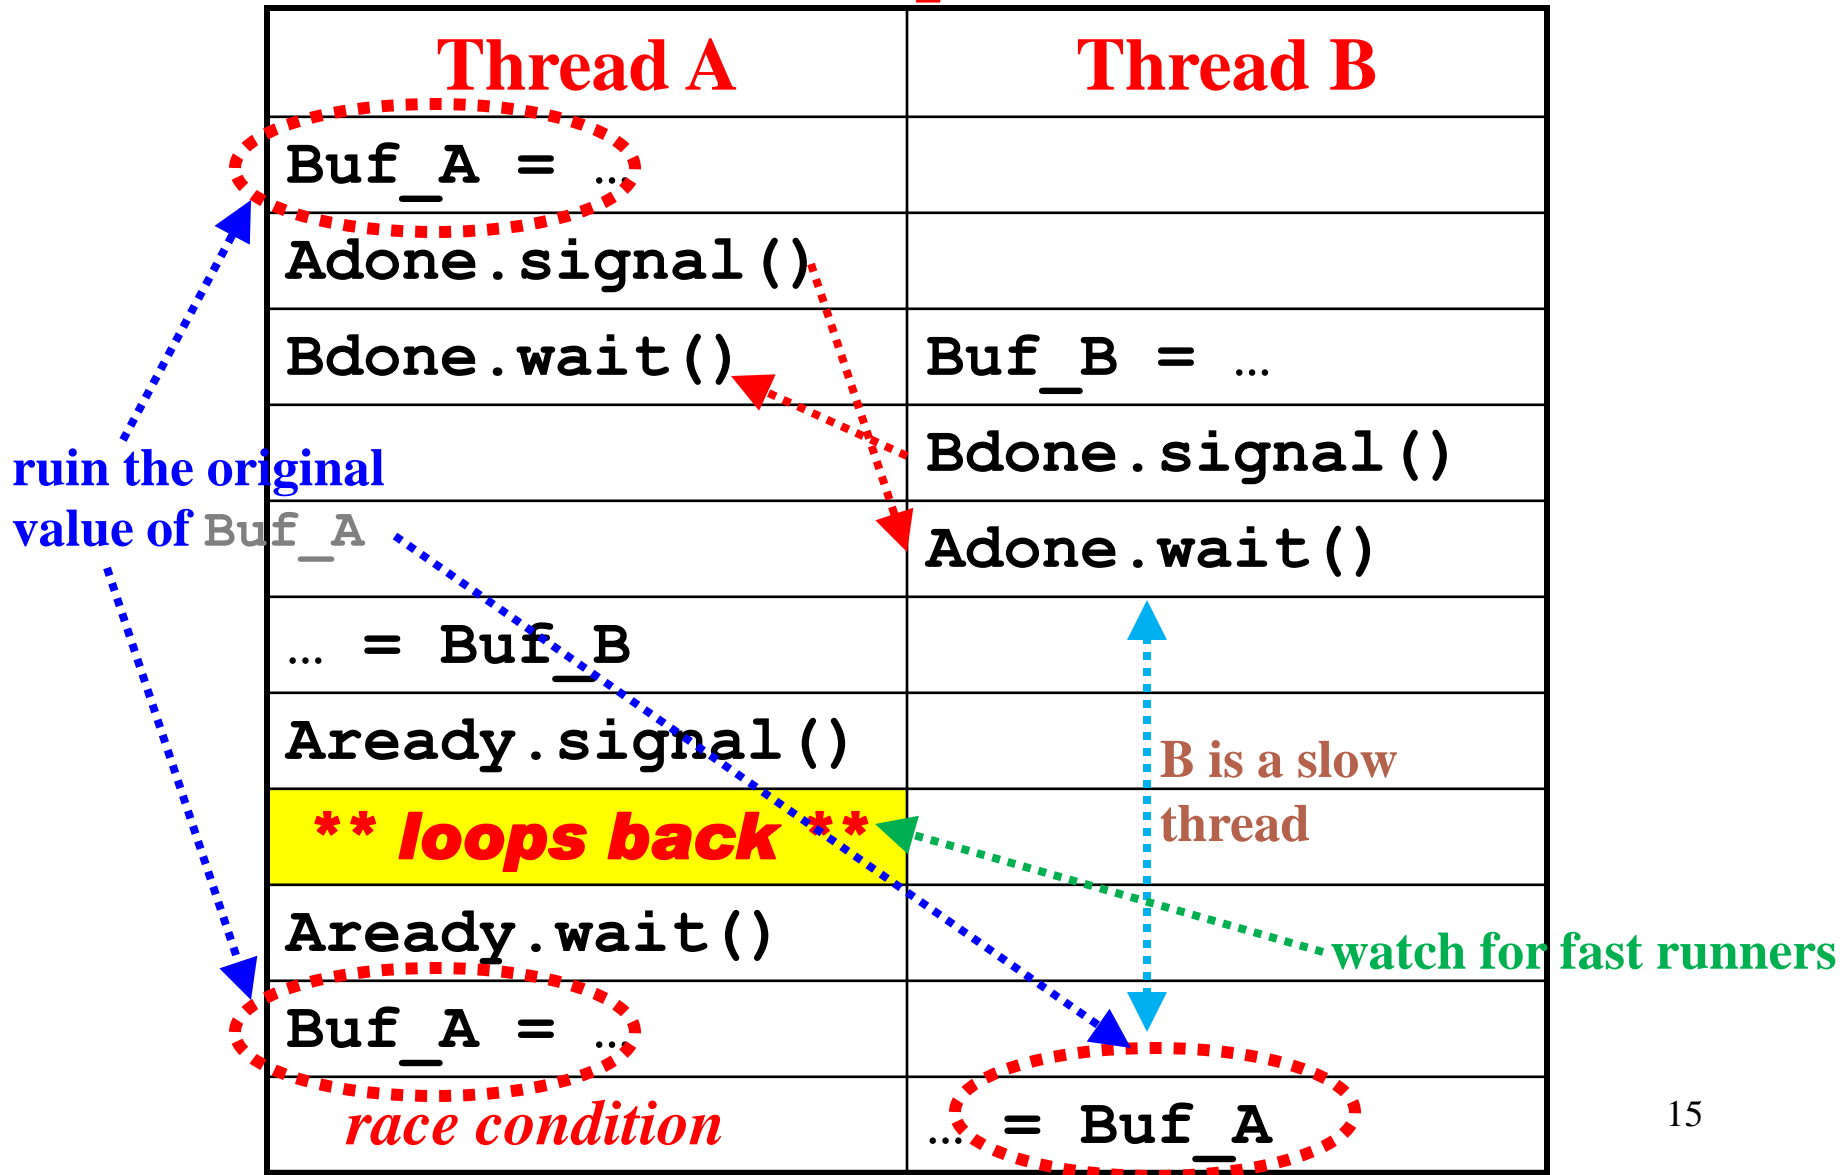 Thread A Thread B
Buf_A = …
Adone.signal()
Bdone.wait() Buf_B = …
Bdone.signal()
ruin the original
value of Buf_A
Adone.wait()
… = Buf_B
Aready.signal()
B is a slow
thread
** loops back **
Aready.wait()
watch for fast runners
Buf_A = …
race condition … = Buf_A
15